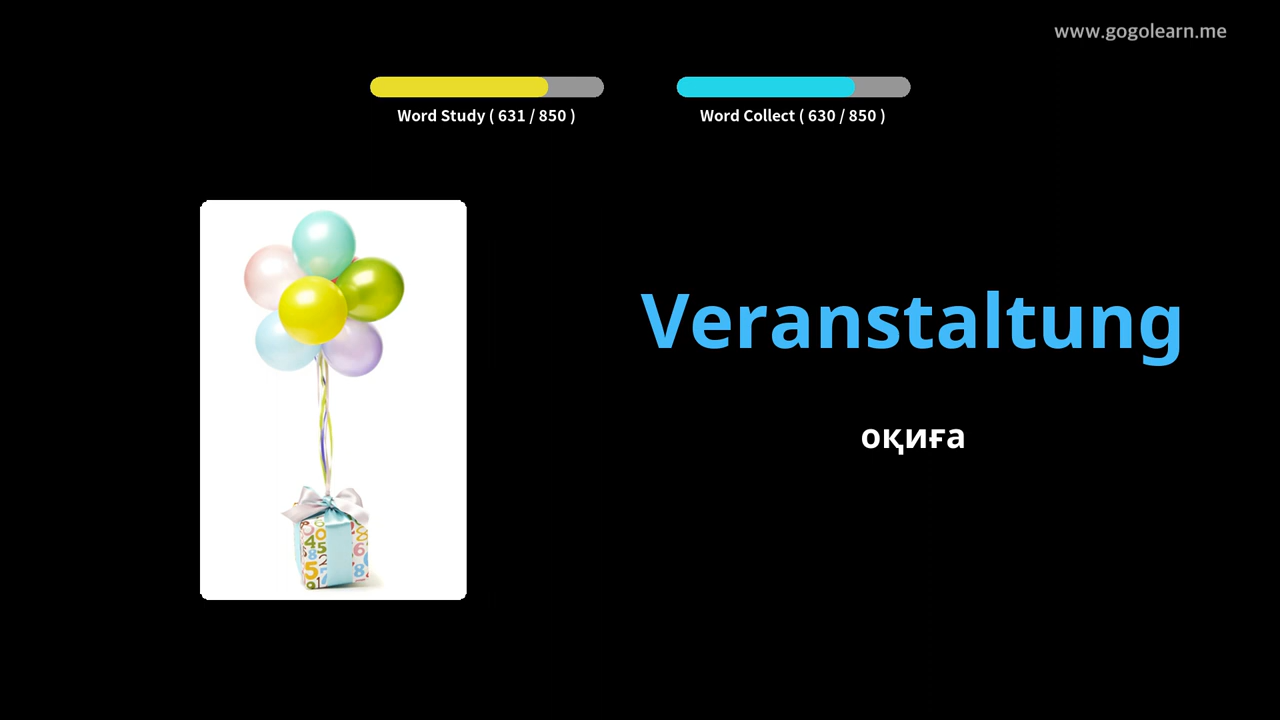 www.gogolearn.me
Word Study ( 631 / 850 )
Word Collect ( 630 / 850 )
Veranstaltung
оқиға